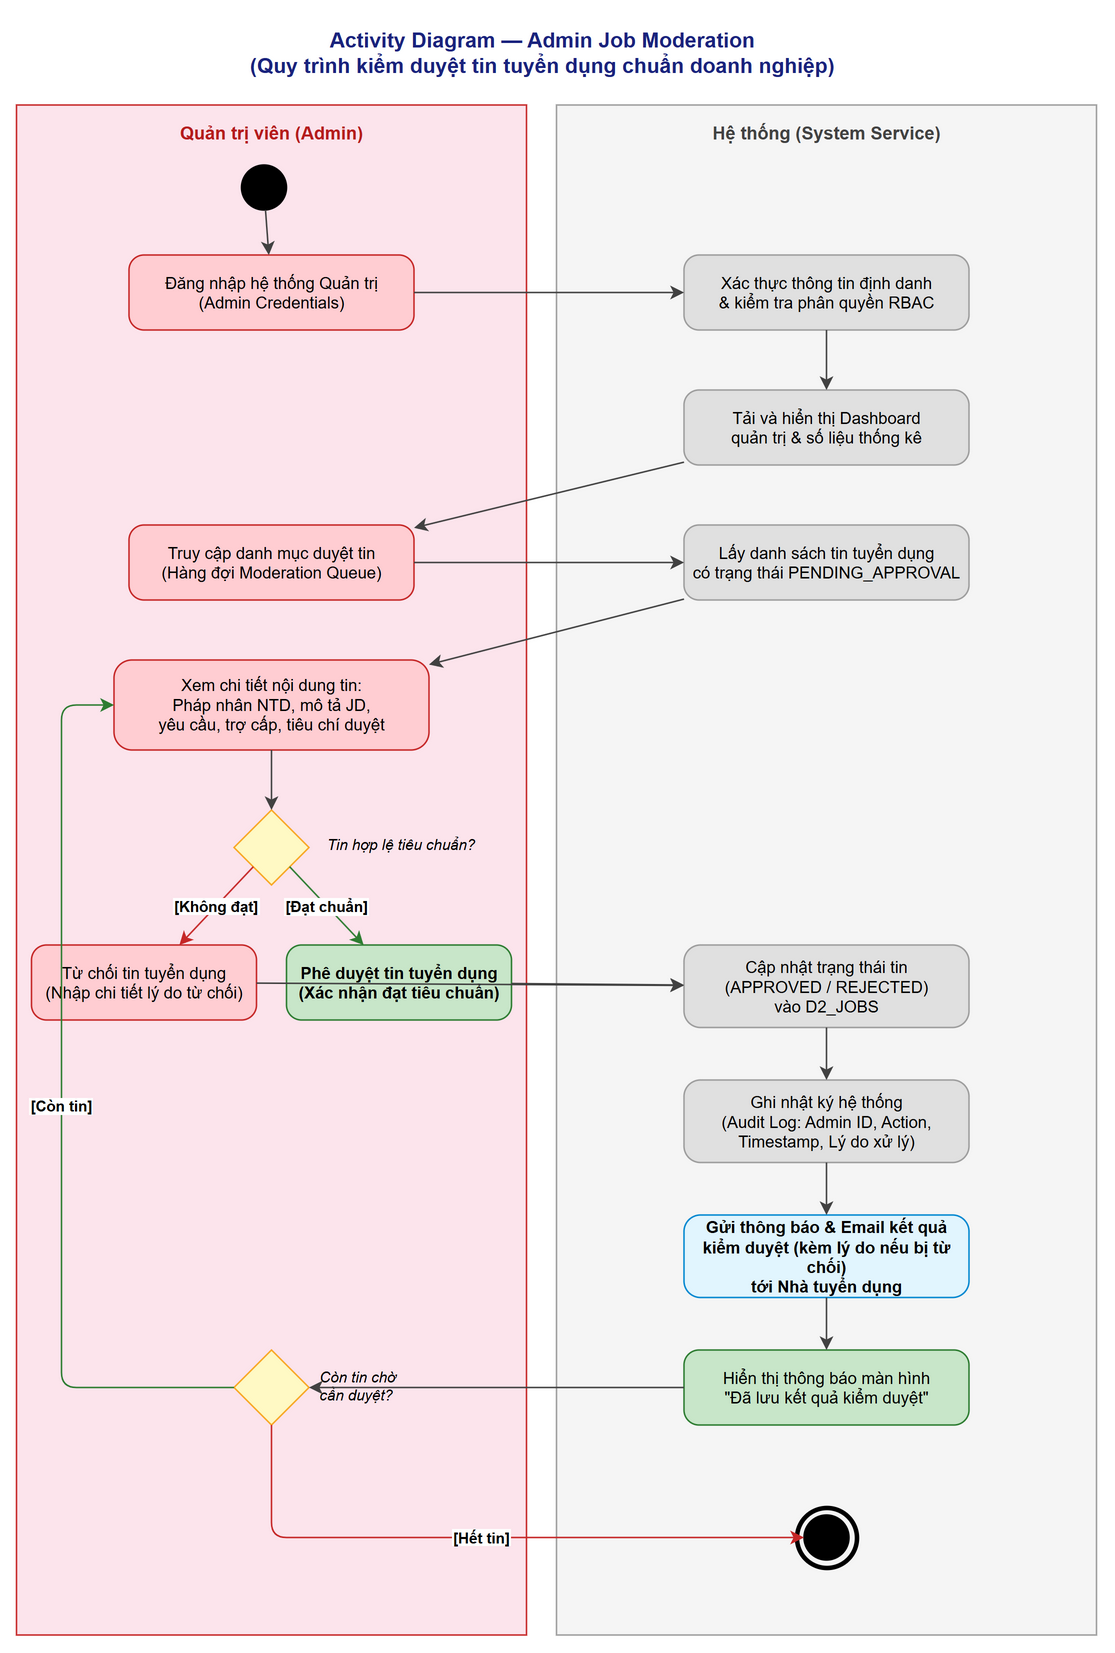 Activity Diagram — Admin Job Moderation
(Quy trình kiểm duyệt tin tuyển dụng chuẩn doanh nghiệp)
Quản trị viên (Admin)
Hệ thống (System Service)
Đăng nhập hệ thống Quản trị
(Admin Credentials)
Xác thực thông tin định danh
& kiểm tra phân quyền RBAC
Tải và hiển thị Dashboard
quản trị & số liệu thống kê
Truy cập danh mục duyệt tin
(Hàng đợi Moderation Queue)
Lấy danh sách tin tuyển dụng
có trạng thái PENDING_APPROVAL
Xem chi tiết nội dung tin:
Pháp nhân NTD, mô tả JD,
yêu cầu, trợ cấp, tiêu chí duyệt
Tin hợp lệ tiêu chuẩn?
[Không đạt]
[Đạt chuẩn]
Từ chối tin tuyển dụng
(Nhập chi tiết lý do từ chối)
Phê duyệt tin tuyển dụng
(Xác nhận đạt tiêu chuẩn)
Cập nhật trạng thái tin
(APPROVED / REJECTED)
vào D2_JOBS
[Còn tin]
Ghi nhật ký hệ thống
(Audit Log: Admin ID, Action,
Timestamp, Lý do xử lý)
Gửi thông báo & Email kết quả
kiểm duyệt (kèm lý do nếu bị từ
chối)
tới Nhà tuyển dụng
Còn tin chờ
cần duyệt?
Hiển thị thông báo màn hình
"Đã lưu kết quả kiểm duyệt"
[Hết tin]